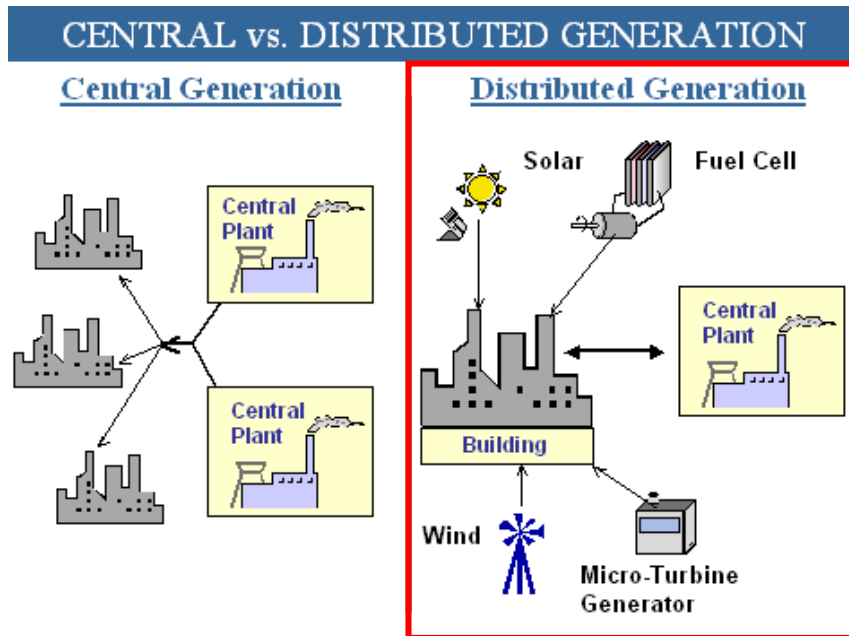 CENTRAL vs. DISTRIBUTED GENERATION
Central Generation
Central
Plant
Central
Plant
Distributed Generation
Solar
Fuel Cell
Central
Plant
Building
Wind
Micro-Turbine
Generator